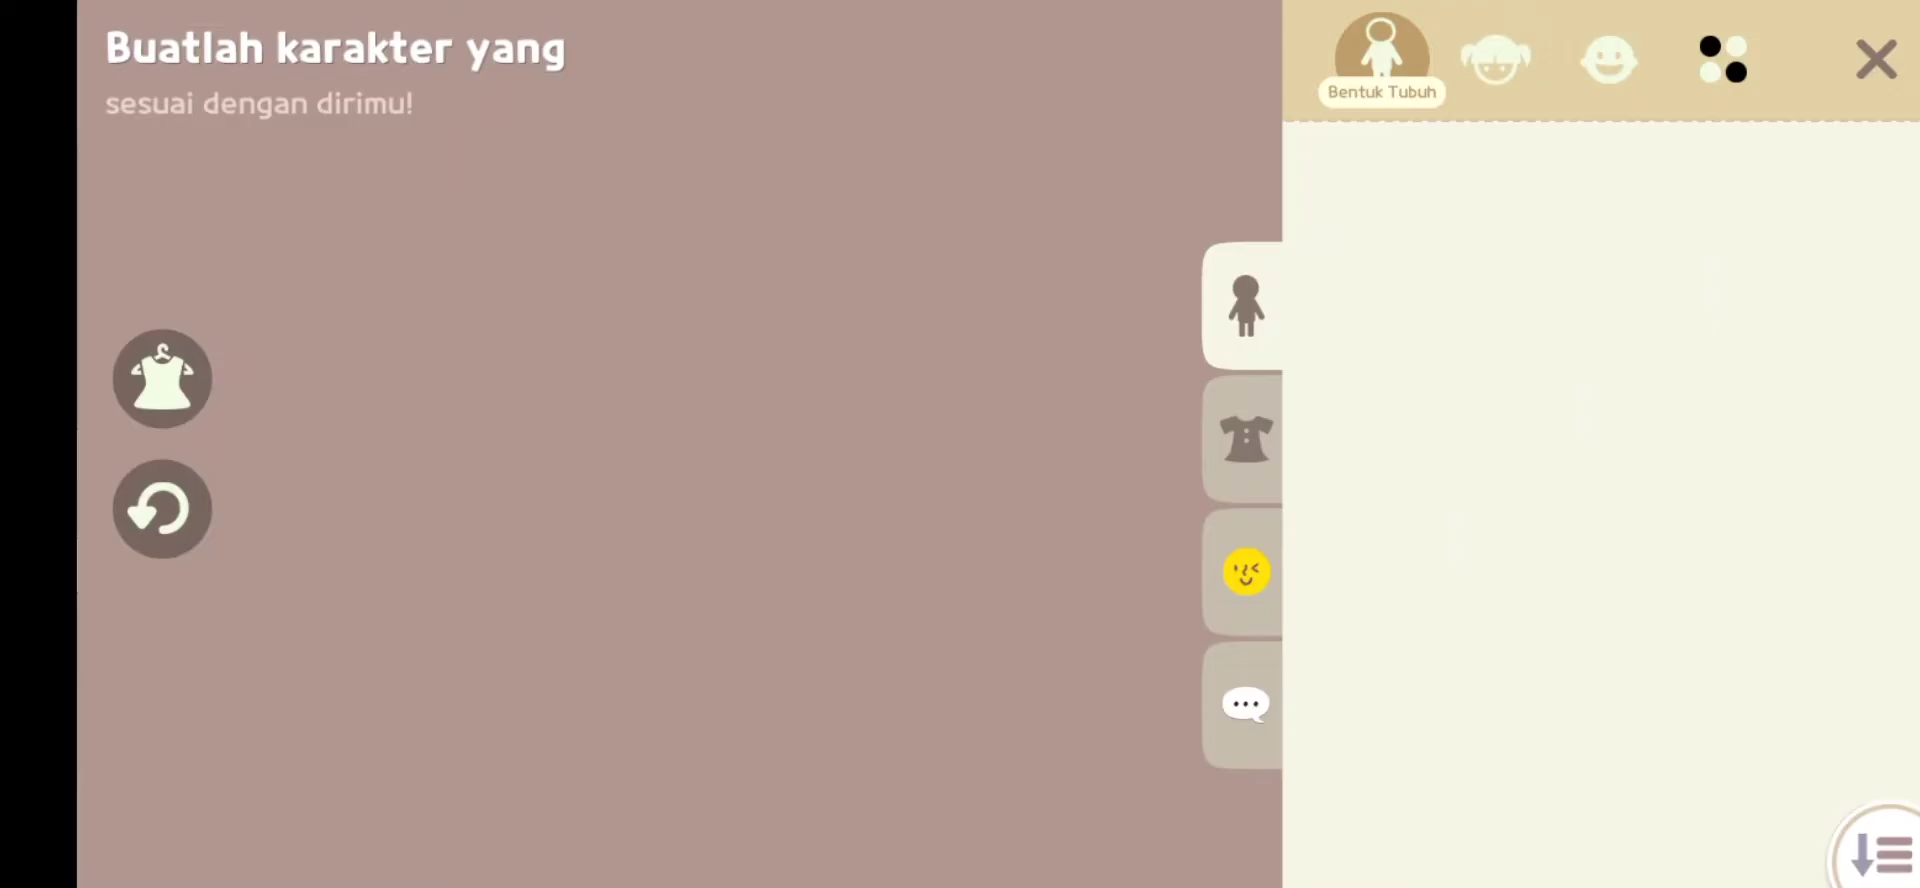 Buatlah karakter yang
sesuai dengan dirimu!
Bentuk Tubuh